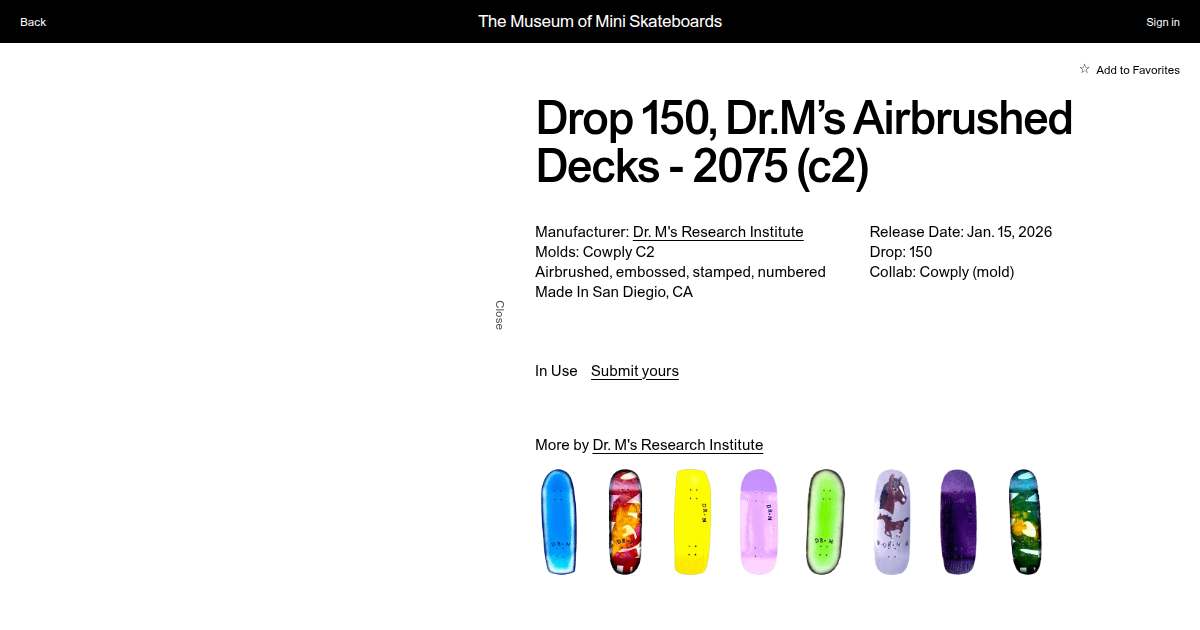 Back
The Museum of Mini Skateboards
Sign in
☆ Add to Favorites
Drop 150, Dr.M’s Airbrushed
Decks - 2075 (c2)
Manufacturer: Dr. M's Research Institute
Molds: Cowply C2
Airbrushed, embossed, stamped, numbered
Made In San Diegio, CA
Release Date: Jan. 15, 2026
Drop: 150
Collab: Cowply (mold)
Close
In Use Submit yours
More by Dr. M's Research Institute